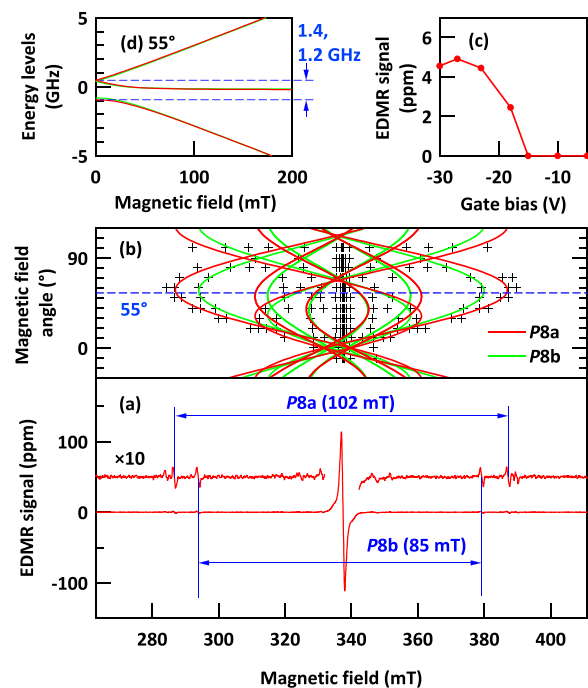 5
0
-5
(d) 55°
1.4,
1.2 GHz
Energy levels
(GHz)
0
100
200
Magnetic field (mT)
6
4
2
0
(c)
EDMR signal
(ppm)
-30
-20
-10
Gate bias (V)
(b)
90
0
55°
Magnetic field
angle (°)
P8a
P8b
(a)
P8a (102 mT)
×10
100
0
-100
EDMR signal (ppm)
P8b (85 mT)
280
300
320
340
360
380
400
Magnetic field (mT)